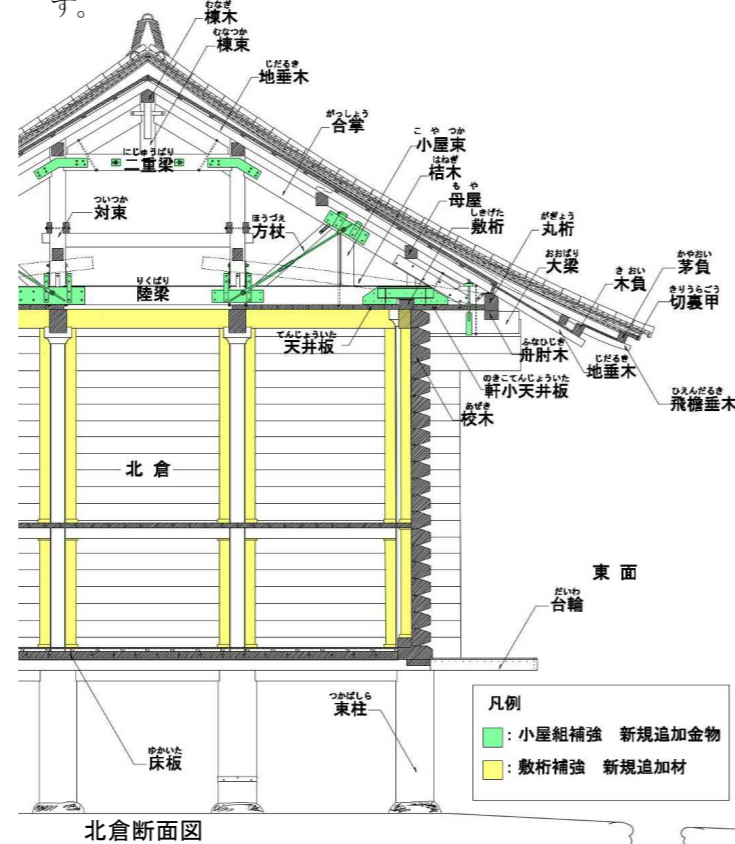 す。
むなぎ
棟木
むなつか
棟束
じだるき
地垂木
がっしょう
合掌
こ や つか
小屋束
はねぎ
桔木
もや
母屋
しきげた
敷桁
がぎょう
丸桁
おおばり
大梁
かやおい
茅負
きおい
木負
きりうらごう
切裏甲
にじゅうばり
二重梁
ついつか
対束
ほうづえ
方杖
りくばり
陸梁
てんじょういた
天井板
ふなひじき
舟肘木
じだるき
地垂木
のきこてんじょういた
軒小天井板
ひえんだるき
飛檐垂木
あぜき
校木
北倉
東面
だいわ
台輪
つかばしら
束柱
ゆかいた
床板
凡例
：小屋組補強 新規追加金物
：敷桁補強 新規追加材
北倉断面図